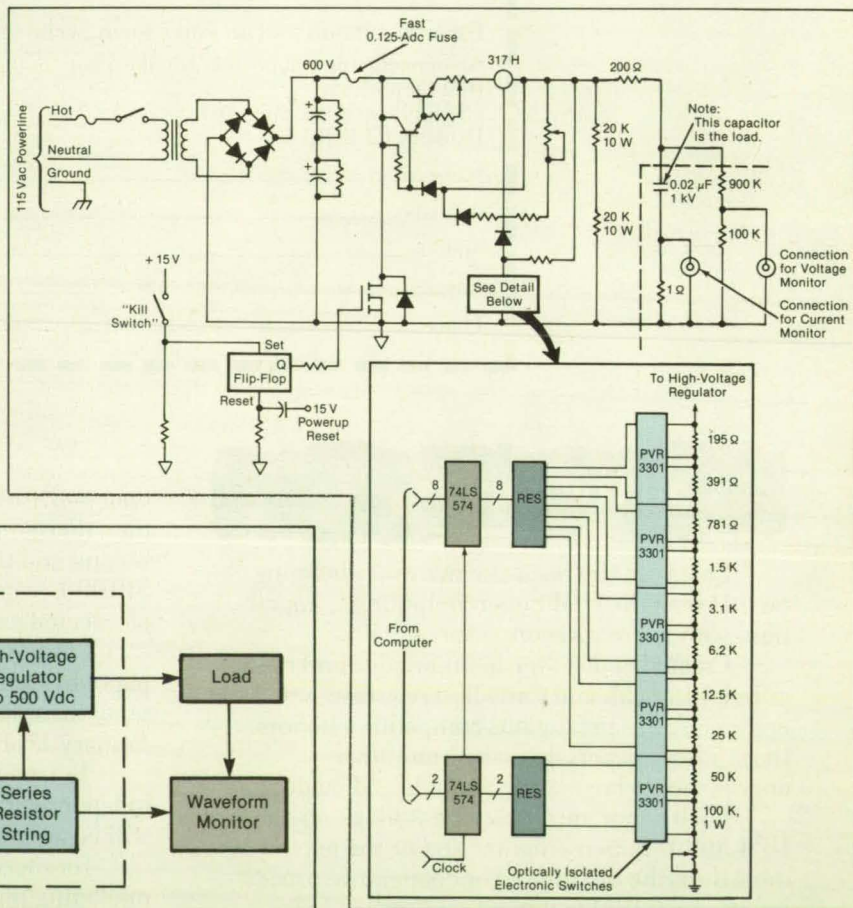 Fast
0.125-Adc Fuse
600 V
317 H
200 Ω
Note:
This capacitor
is the load.
Hot
Neutral
Ground
115 Vac Powerline
20 K
10 W
20 K
10 W
0.02 µF
1 kV
900 K
100 K
1 Ω
Connection
for Voltage
Monitor
Connection
for Current
Monitor
+ 15 V
"Kill
Switch"
Set
Q
Flip-Flop
Reset
15 V
Powerup
Reset
See Detail
Below
To High-Voltage
Regulator
8
74LS
574
8
RES
From
Computer
2
74LS
574
2
RES
Clock
PVR
3301
PVR
3301
PVR
3301
PVR
3301
PVR
3301
195 Ω
391 Ω
781 Ω
1.5 K
3.1 K
6.2 K
12.5 K
25 K
50 K
100 K,
1 W
Optically Isolated
Electronic Switches
gh-Voltage
egulator
o 500 Vdc
Load
Series
Resistor
String
Waveform
Monitor